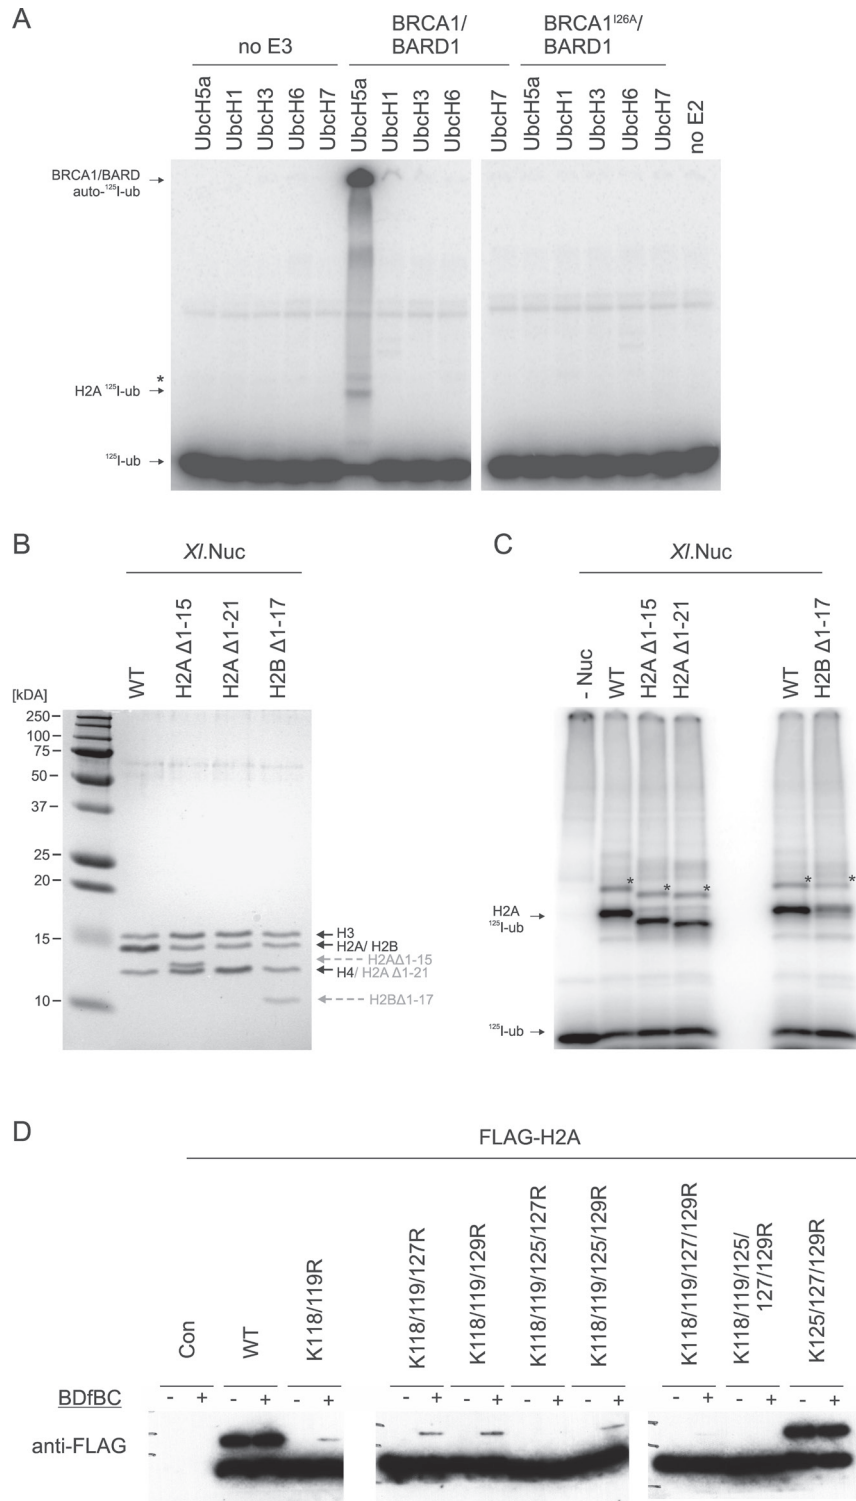 A
no E3
BRCA1/
BARD1
BRCA1I26A/
BARD1
UbcH5a
UbcH1
UbcH3
UbcH6
UbcH7
UbcH5a
UbcH1
UbcH3
UbcH6
UbcH7
UbcH5a
UbcH1
UbcH3
UbcH6
UbcH7
no E2
BRCA1/BARD
auto-125I-ub
*
H2A 125I-ub
125I-ub
B
Xl.Nuc
WT
H2A Δ1-15
H2A Δ1-21
H2B Δ1-17
[kDA]
250
100
75
50
37
25
20
15
10
H3
H2A/ H2B
H2AΔ1-15
H4/ H2A Δ1-21
H2BΔ1-17
C
Xl.Nuc
- Nuc
WT
H2A Δ1-15
H2A Δ1-21
WT
H2B Δ1-17
* * * * *
H2A
125I-ub
125I-ub
D
FLAG-H2A
Con
WT
K118/119R
K118/119/127R
K118/119/129R
K118/119/125/127R
K118/119/125/129R
K118/119/127/129R
K118/119/125/
127/129R
K125/127/129R
BDfBC - + - + - + - + - + - + - + - + - + - +
anti-FLAG